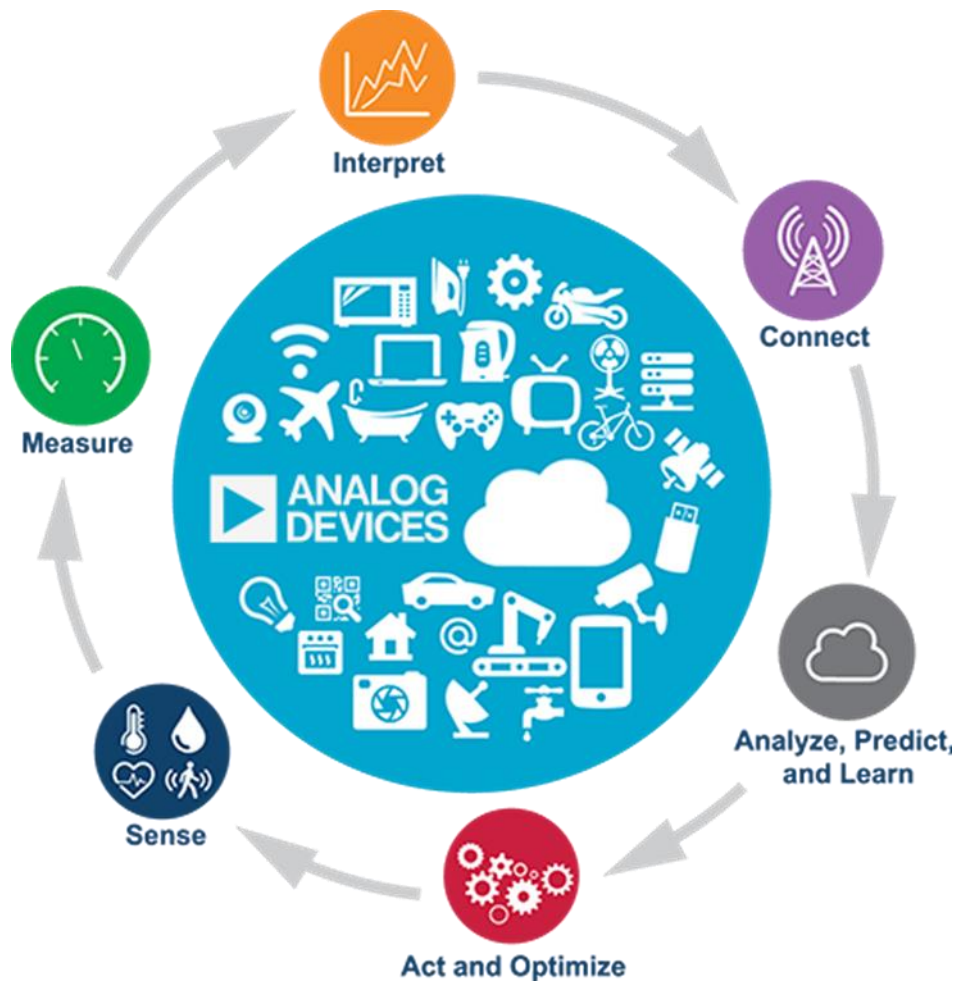 Interpret
Connect
Measure
ANALOG
DEVICES
@
Analyze, Predict,
and Learn
Sense
Act and Optimize